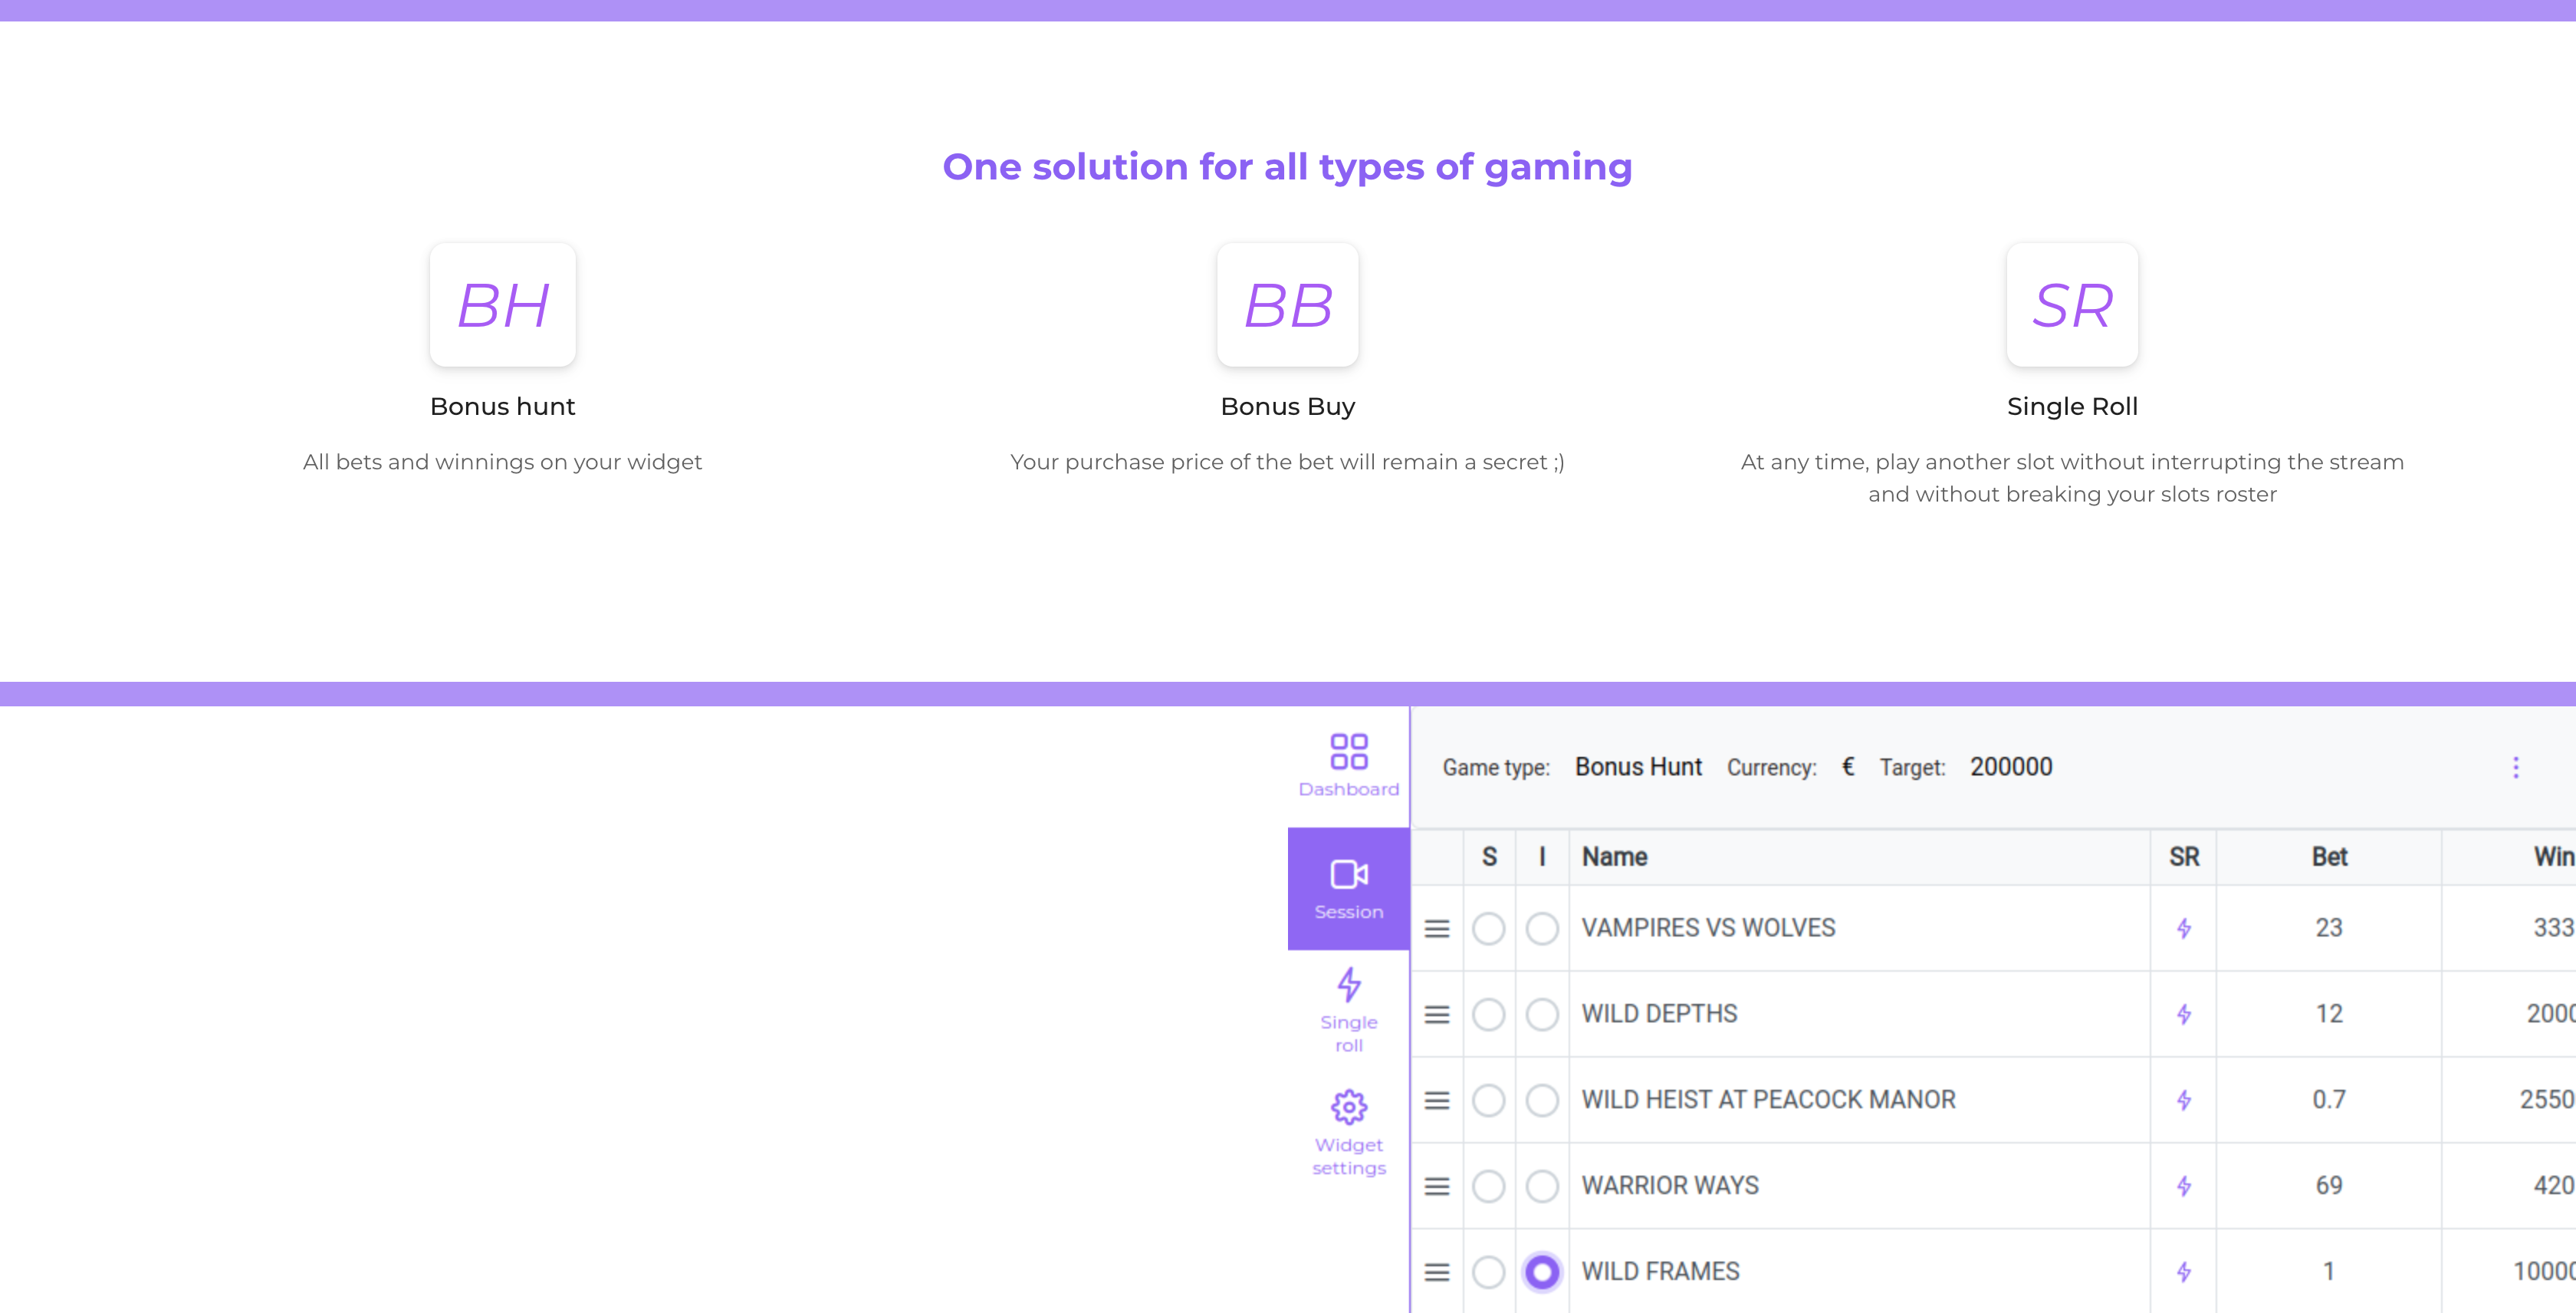 One solution for all types of gaming
BH
BB
SR
Bonus hunt
Bonus Buy
Single Roll
All bets and winnings on your widget
Your purchase price of the bet will remain a secret ;)
At any time, play another slot without interrupting the stream
and without breaking your slots roster
Dashboard
Session
Single
roll
Widget
settings
Game type: Bonus Hunt Currency: € Target: 200000
S I Name SR Bet Win
VAMPIRES VS WOLVES 23 333
WILD DEPTHS 12 2000
WILD HEIST AT PEACOCK MANOR 0.7 2550
WARRIOR WAYS 69 420
WILD FRAMES 1 10000